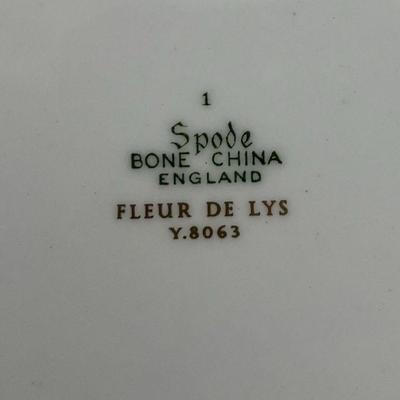 1
Spode
BONE CHINA
ENGLAND
FLEUR DE LYS
Y.8063